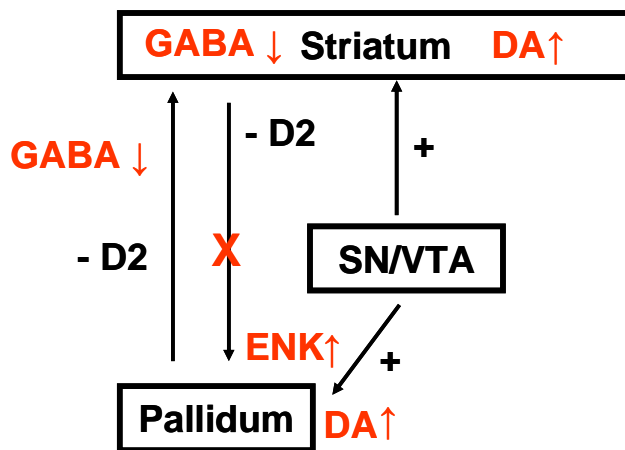 GABA ↓ Striatum DA↑
- D2
GABA ↓
+
- D2
X
SN/VTA
ENK↑
+
Pallidum
DA↑